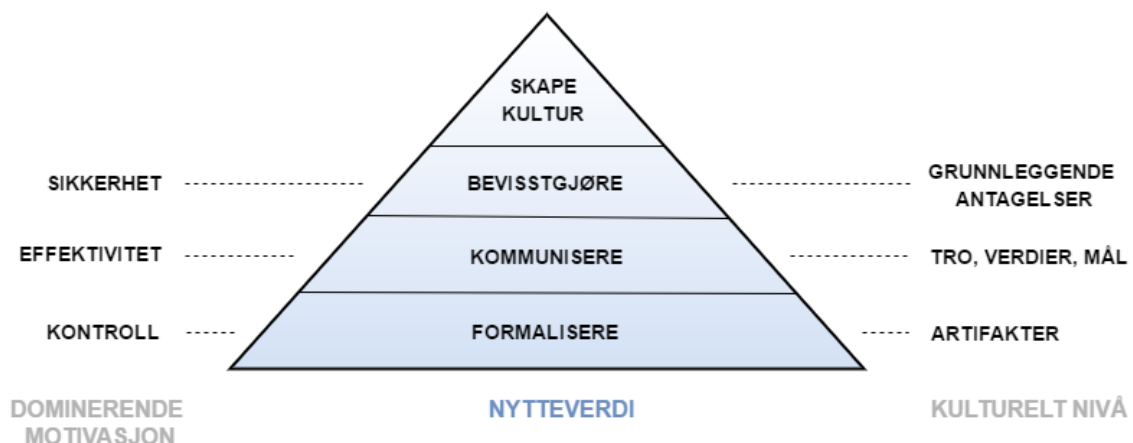 SKAPE
KULTUR
SIKKERHET
BEVISSTGJØRE
GRUNNLEGGENDE
ANTAGELSER
EFFEKTIVITET
KOMMUNISERE
TRO, VERDIER, MÅL
KONTROLL
FORMALISERE
ARTIFAKTER
DOMINERENDE
MOTIVASJON
NYTTEVERDI
KULTURELT NIVÅ